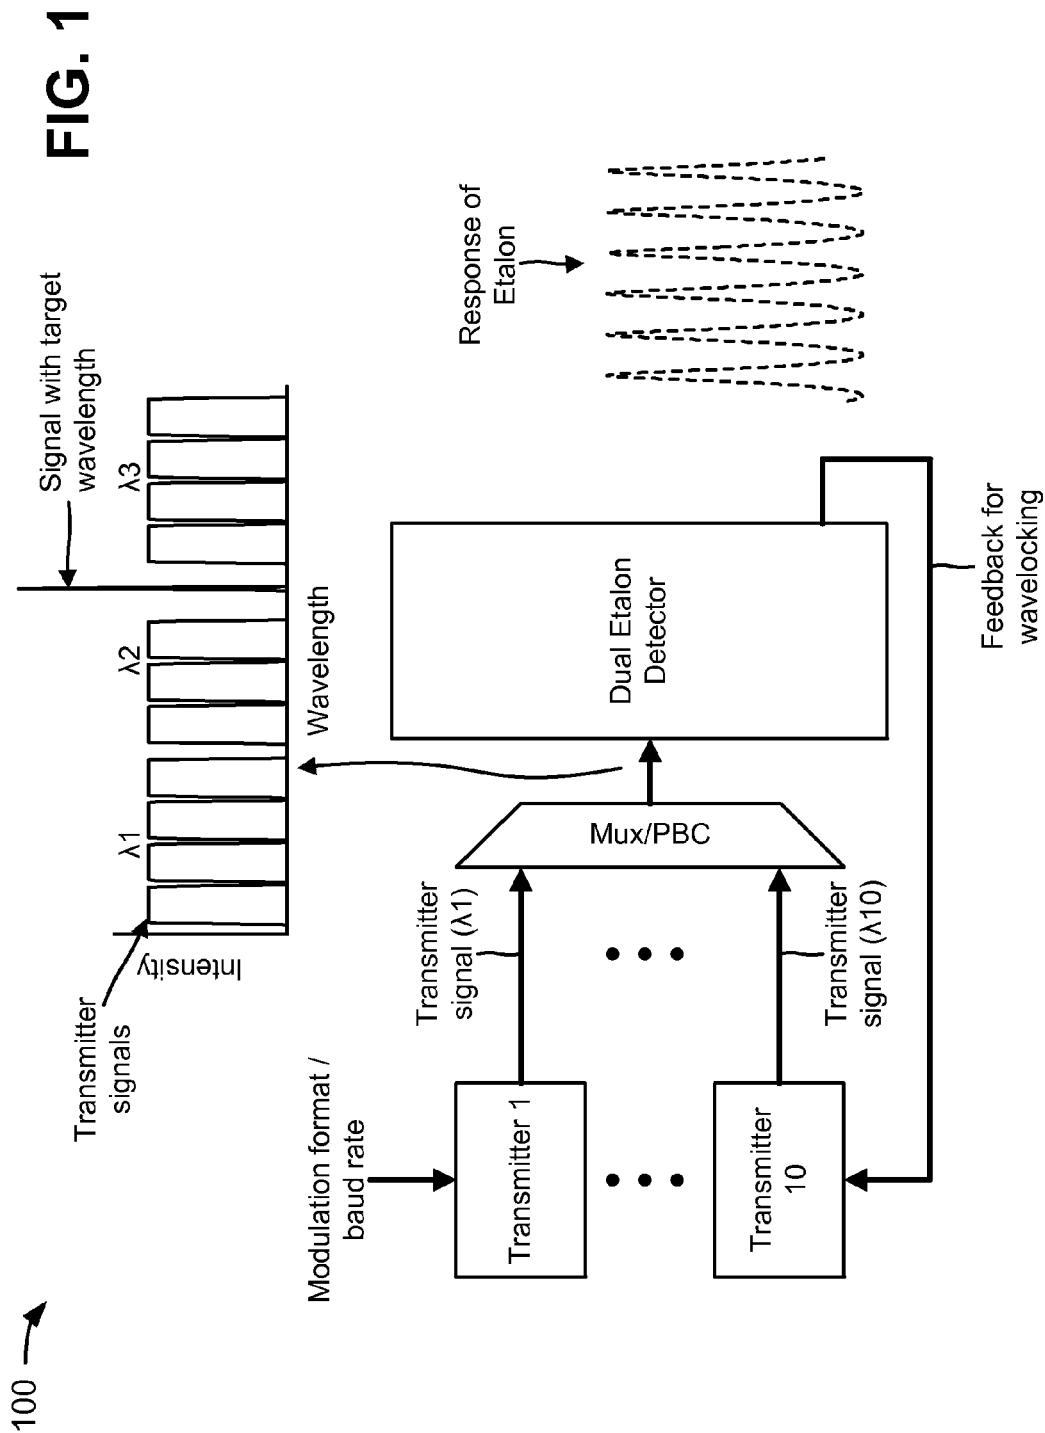 100
FIG. 1
Transmitter
signals
Intensity
λ1
λ2
λ3
Signal with target
wavelength
Wavelength
Modulation format /
baud rate
Transmitter 1
Transmitter
10
Transmitter
signal (λ1)
Transmitter
signal (λ10)
Mux/PBC
Dual Etalon
Detector
Response of
Etalon
Feedback for
wavelocking